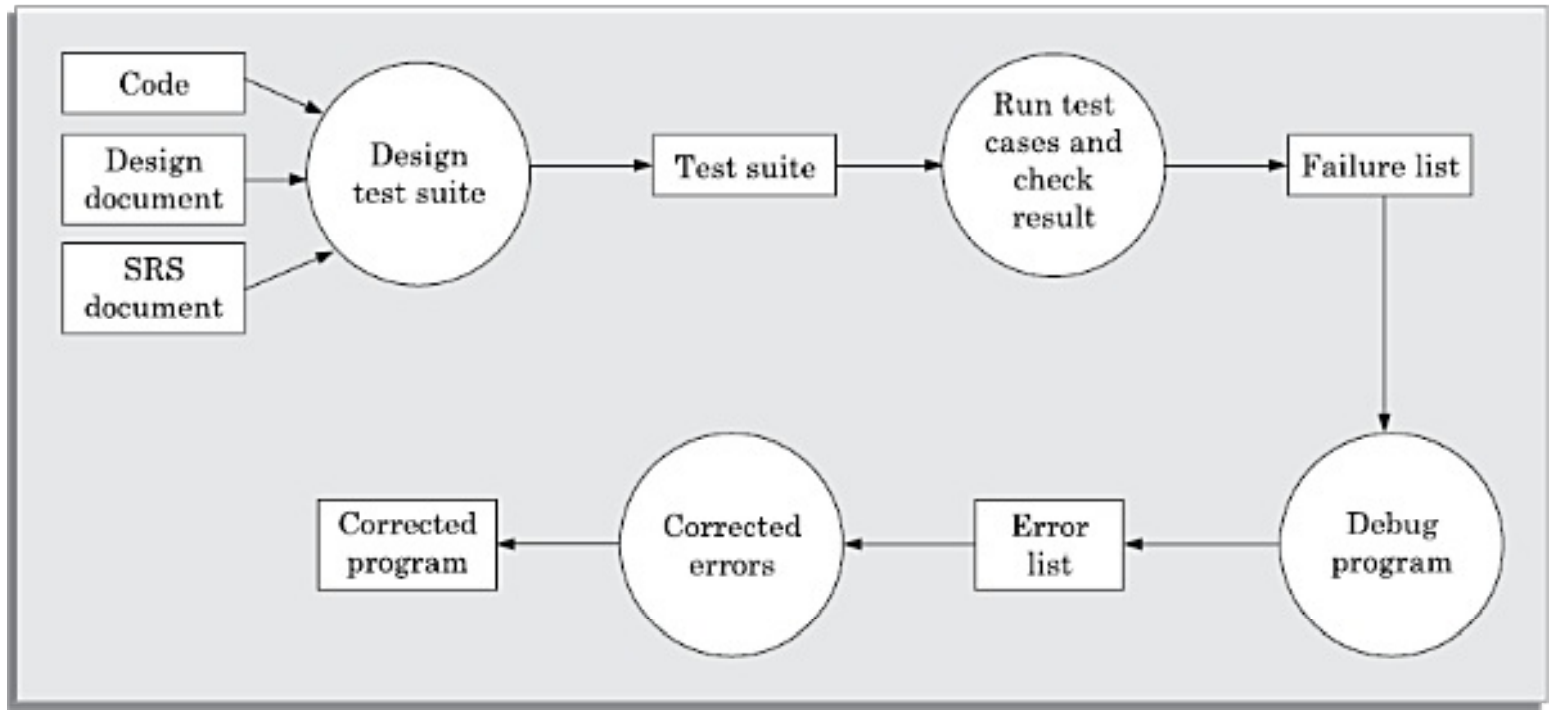 Code
Design
document
SRS
document
Design
test suite
Test suite
Run test
cases and
check
result
Failure list
Debug
program
Error
list
Corrected
errors
Corrected
program